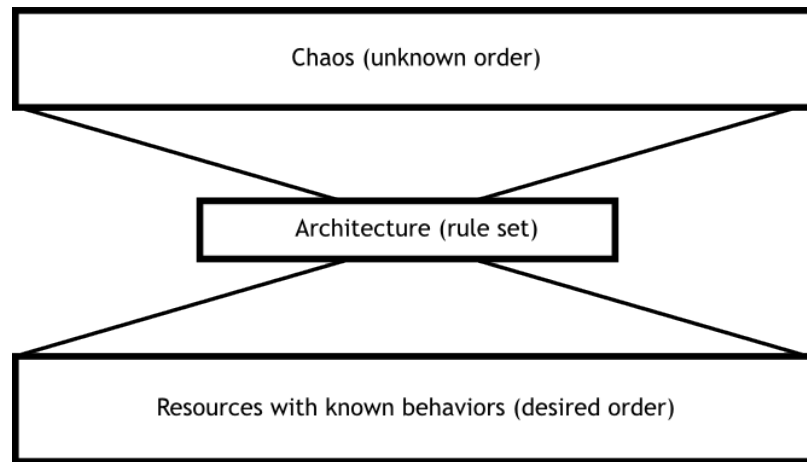 Chaos (unknown order)
Architecture (rule set)
Resources with known behaviors (desired order)